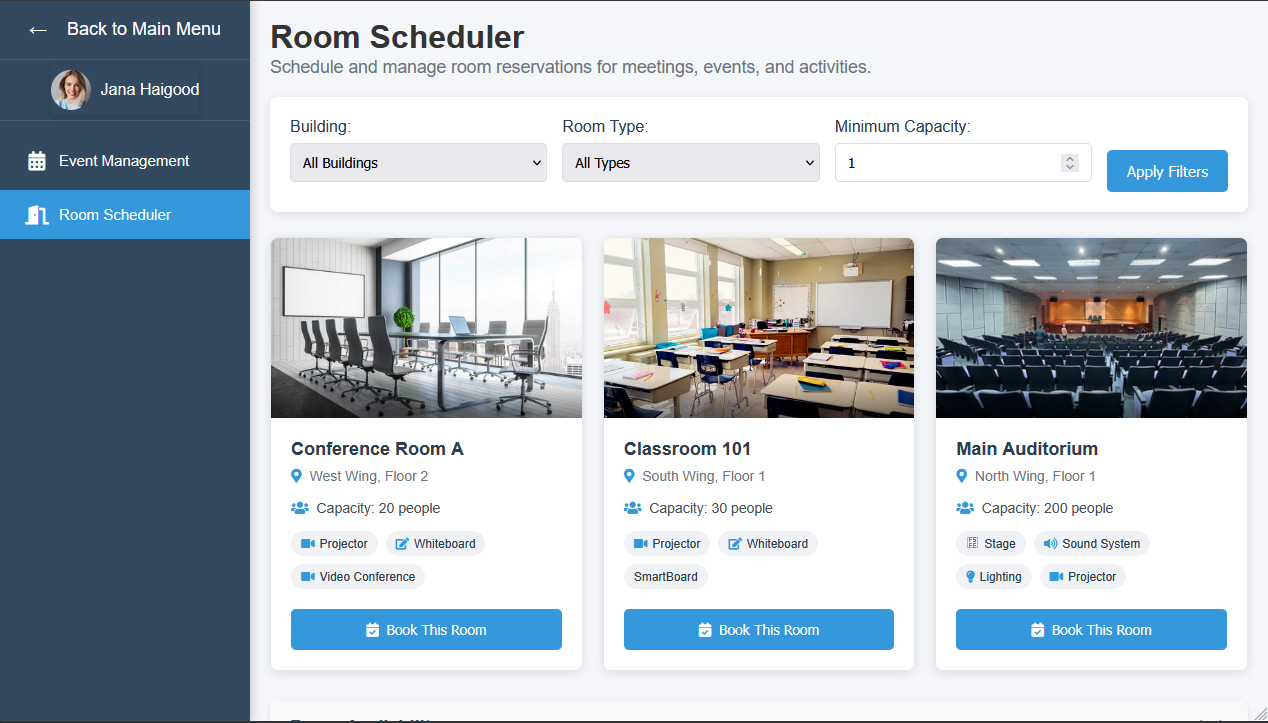 ← Back to Main Menu
Jana Haigood
Event Management
Room Scheduler
Room Scheduler
Schedule and manage room reservations for meetings, events, and activities.
Building: Room Type: Minimum Capacity:
All Buildings All Types 1 Apply Filters
Conference Room A
West Wing, Floor 2
Capacity: 20 people
Projector Whiteboard
Video Conference
Book This Room
Classroom 101
South Wing, Floor 1
Capacity: 30 people
Projector Whiteboard
SmartBoard
Book This Room
Main Auditorium
North Wing, Floor 1
Capacity: 200 people
Stage Sound System
Lighting Projector
Book This Room